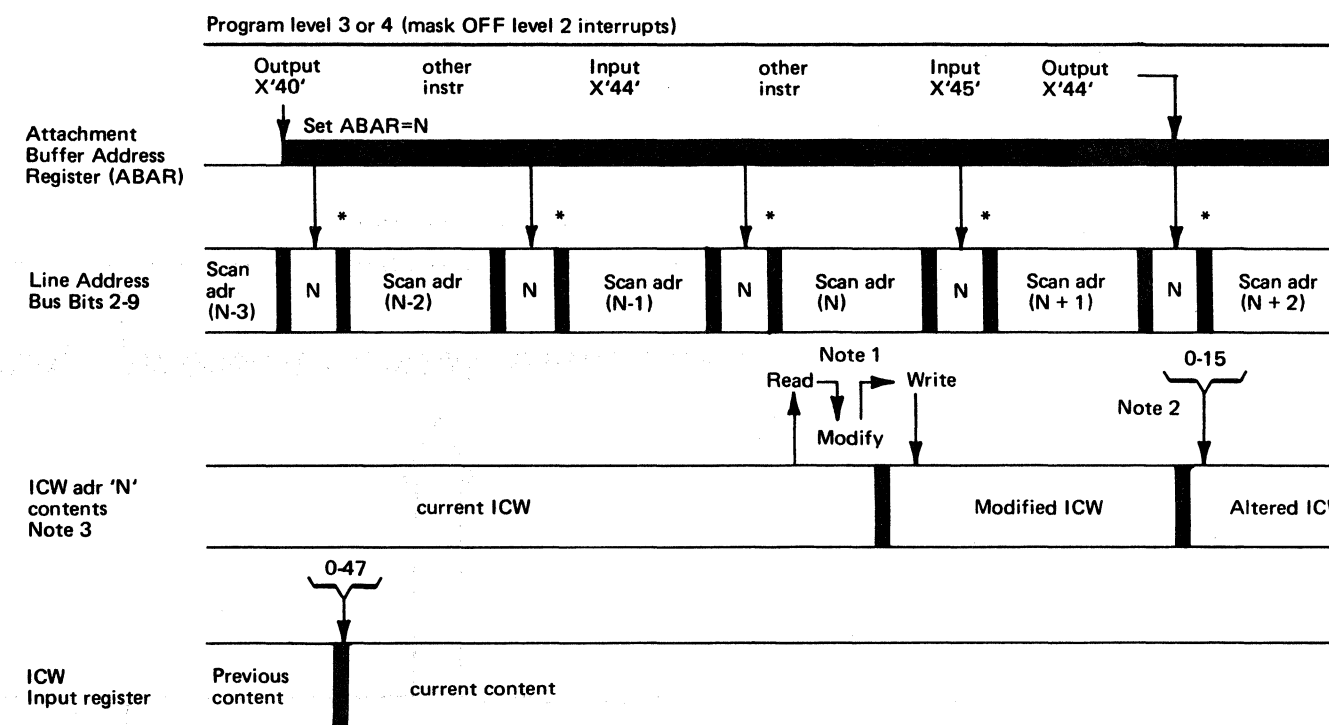 Program level 3 or 4 (mask OFF level 2 interrupts)
Output X'40'
other instr
Input X'44'
other instr
Input X'45'
Output X'44'
Attachment
Buffer Address
Register (ABAR)
Set ABAR=N
* * * * *
Line Address
Bus Bits 2-9
Scan adr (N-3)
N
Scan adr (N-2)
N
Scan adr (N-1)
N
Scan adr (N)
N
Scan adr (N + 1)
N
Scan adr (N + 2)
Note 1
Read
Write
Modify
0-15
Note 2
ICW adr 'N'
contents
Note 3
current ICW
Modified ICW
Altered
0-47
ICW
Input register
Previous
content
current content